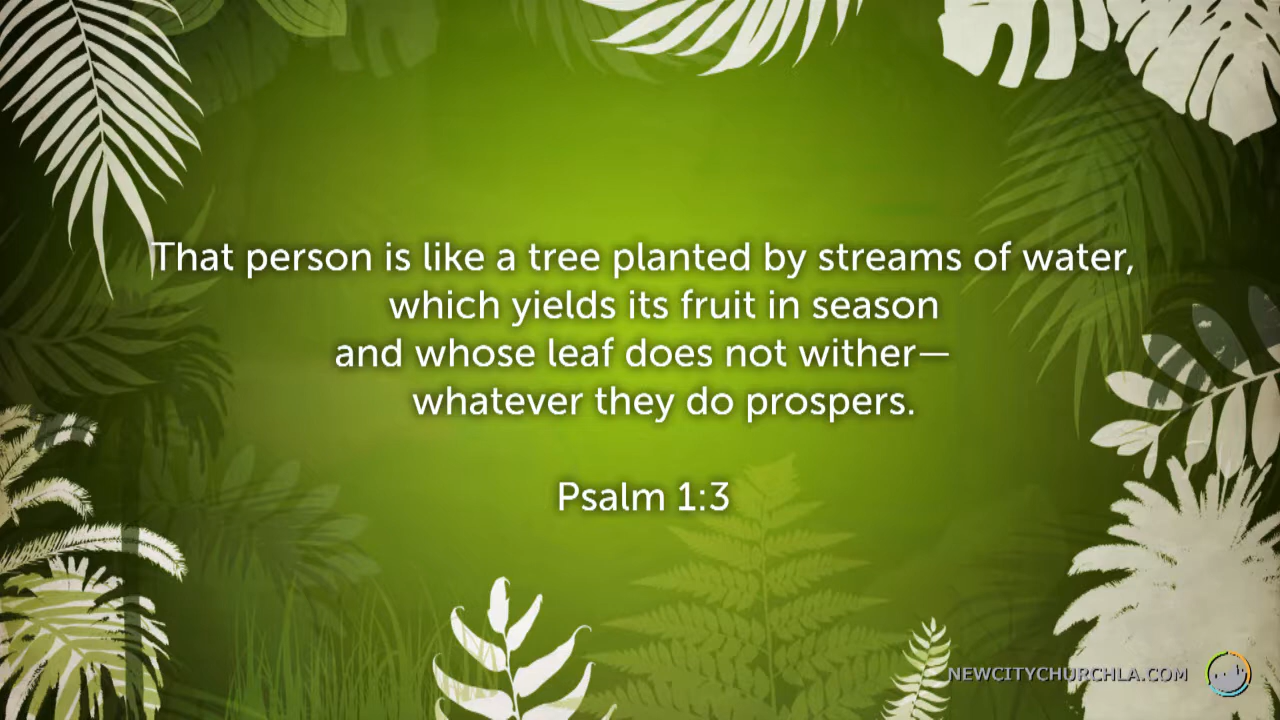 That person is like a tree planted by streams of water,
which yields its fruit in season
and whose leaf does not wither—
whatever they do prospers.
Psalm 1:3
NEWCITYCHURCHLA.COM